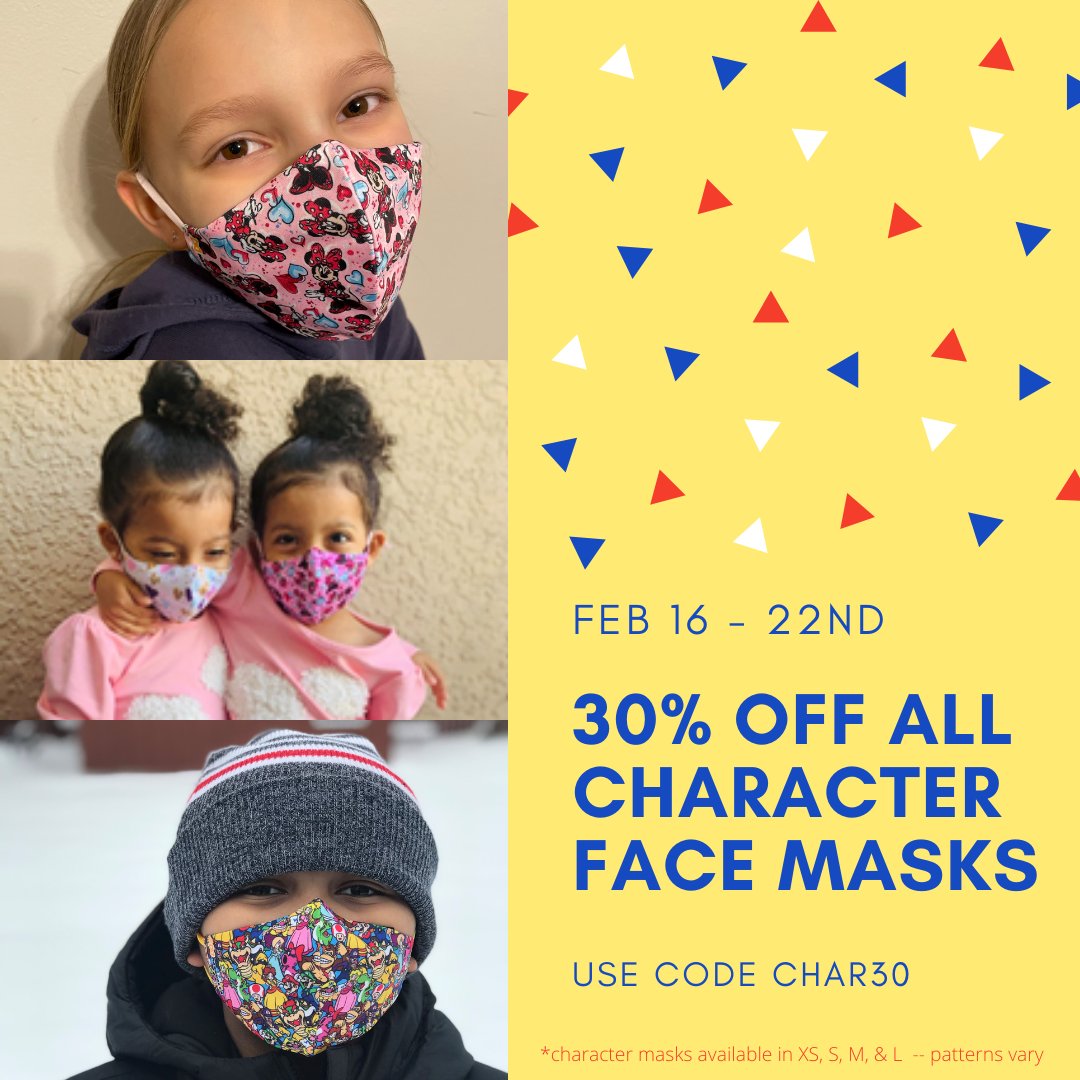 FEB 16 - 22ND
30% OFF ALL
CHARACTER
FACE MASKS
USE CODE CHAR30
*character masks available in XS, S, M, & L -- patterns vary